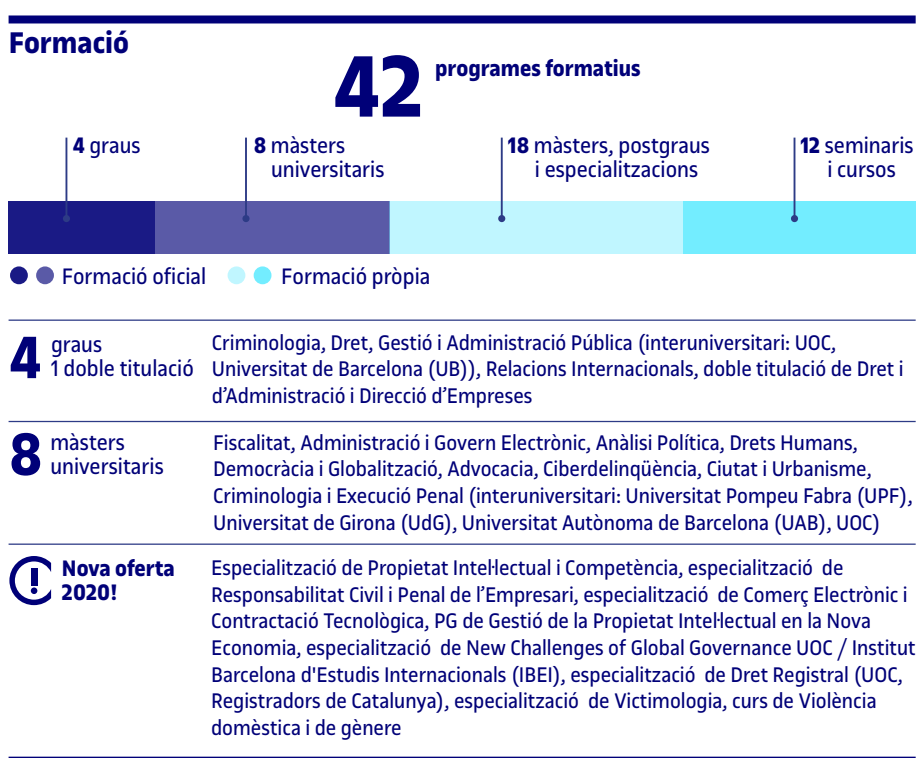 Formació
42 programes formatius
4 graus
8 màsters
universitaris
18 màsters, postgraus
i especialitzacions
12 seminaris
i cursos
Formació oficial
Formació pròpia
4 graus
1 doble titulació
Criminologia, Dret, Gestió i Administració Pública (interuniversitari: UOC,
Universitat de Barcelona (UB)), Relacions Internacionals, doble titulació de Dret i
d’Administració i Direcció d’Empreses
8 màsters
universitaris
Fiscalitat, Administració i Govern Electrònic, Anàlisi Política, Drets Humans,
Democràcia i Globalització, Advocacia, Ciberdelinqüència, Ciutat i Urbanisme,
Criminologia i Execució Penal (interuniversitari: Universitat Pompeu Fabra (UPF),
Universitat de Girona (UdG), Universitat Autònoma de Barcelona (UAB), UOC)
Nova oferta
2020!
Especialització de Propietat Intel·lectual i Competència, especialització de
Responsabilitat Civil i Penal de l’Empresari, especialització de Comerç Electrònic i
Contractació Tecnològica, PG de Gestió de la Propietat Intel·lectual en la Nova
Economia, especialització de New Challenges of Global Governance UOC / Institut
Barcelona d'Estudis Internacionals (IBEI), especialització de Dret Registral (UOC,
Registradors de Catalunya), especialització de Victimologia, curs de Violència
domèstica i de gènere